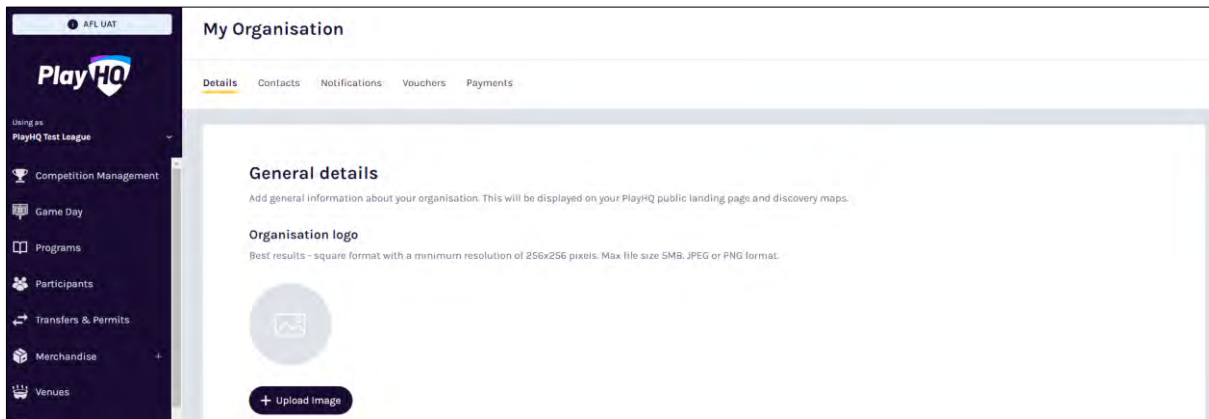 AFL UAT
PlayHQ
Using as
PlayHQ Test League
Competition Management
Game Day
Programs
Participants
Transfers & Permits
Merchandise +
Venues
My Organisation
Details Contacts Notifications Vouchers Payments
General details
Add general information about your organisation. This will be displayed on your PlayHQ public landing page and discovery maps.
Organisation logo
Best results - square format with a minimum resolution of 256x256 pixels. Max file size 5MB. JPEG or PNG format.
+ Upload Image